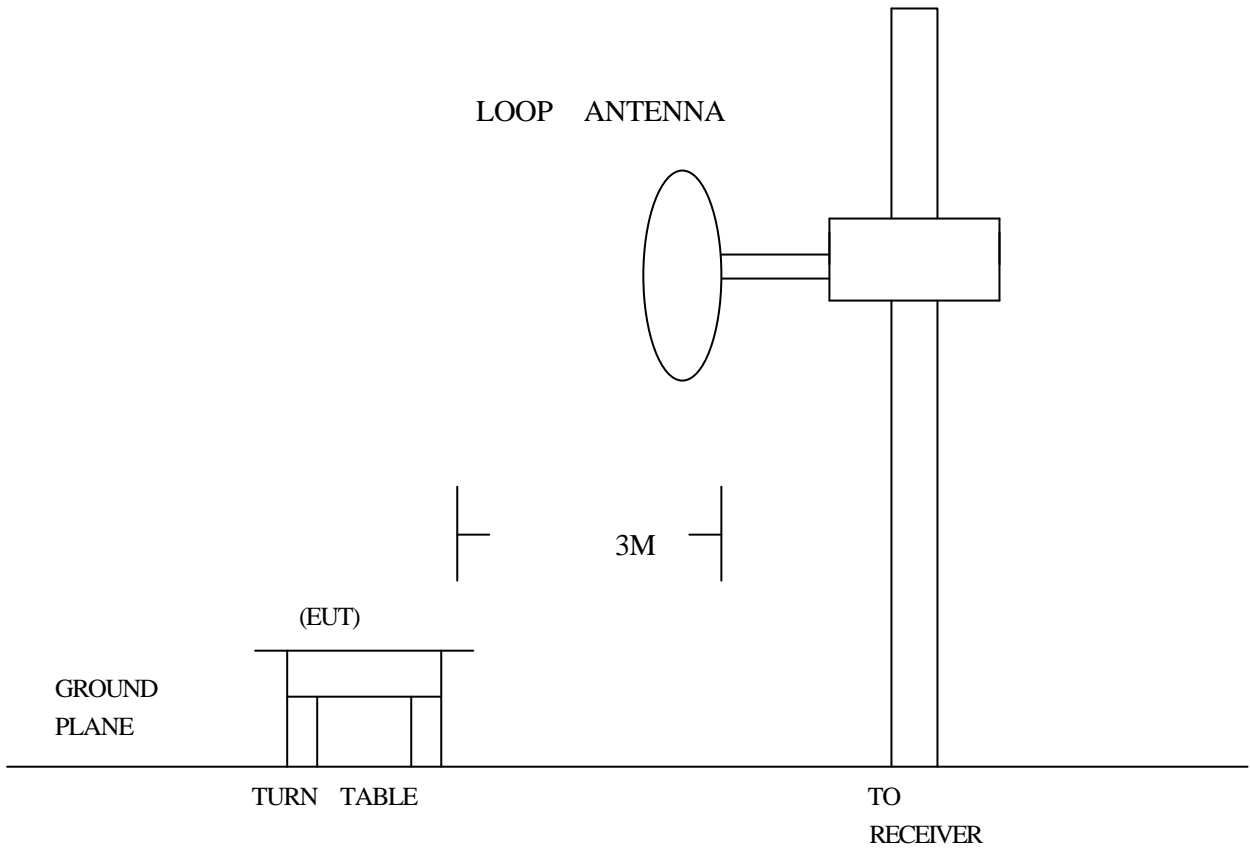 LOOP ANTENNA
3M
(EUT)
GROUND
PLANE
TURN TABLE
TO
RECEIVER